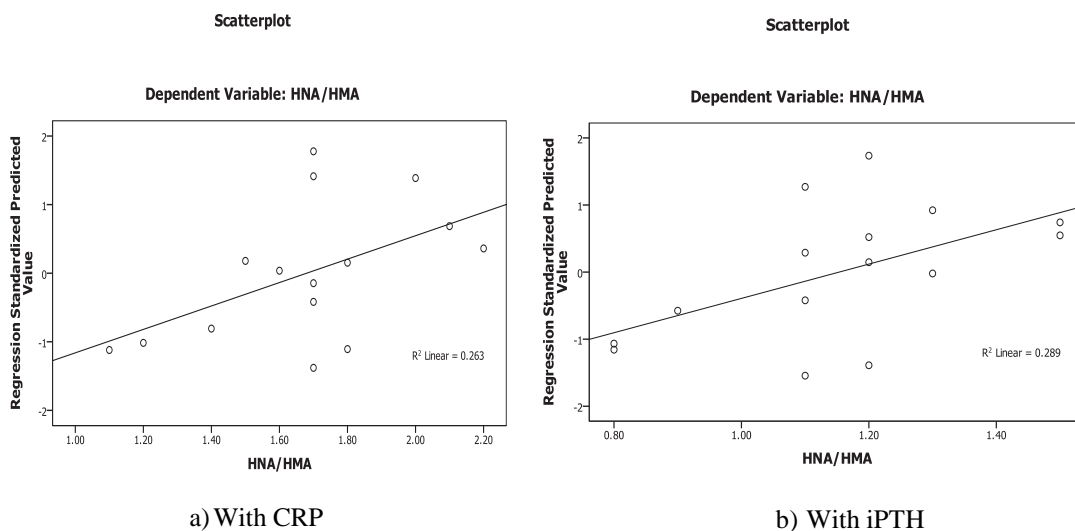 Scatterplot
Dependent Variable: HNA/HMA
Regression Standardized Predicted
Value
2
1
0
-1
-2
R² Linear = 0.263
1.00 1.20 1.40 1.60 1.80 2.00 2.20
HNA/HMA
a) With CRP
Scatterplot
Dependent Variable: HNA/HMA
Regression Standardized Predicted
Value
2
1
0
-1
-2
R² Linear = 0.289
0.80 1.00 1.20 1.40
HNA/HMA
b) With iPTH